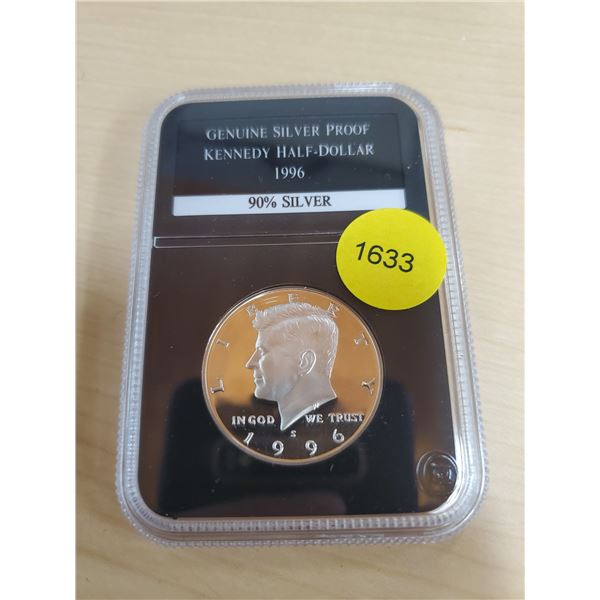 GENUINE SILVER PROOF
KENNEDY HALF-DOLLAR
1996
90% SILVER
1633
LIBERTY
IN GOD WE TRUST
S
1996